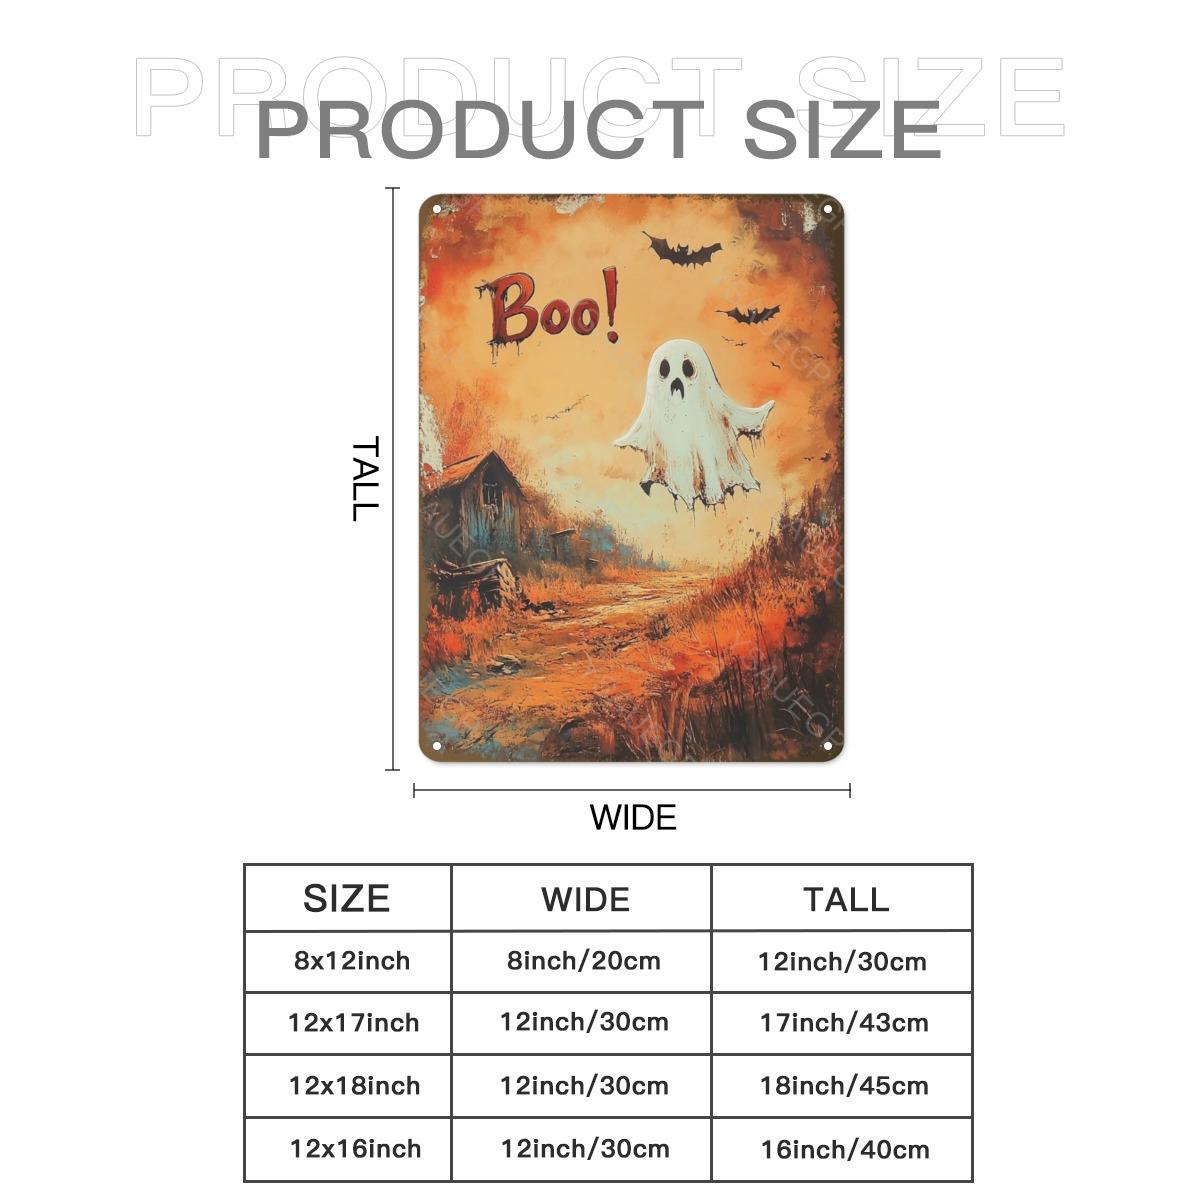 PRODUCT SIZE
PRODUCT SIZE
Boo!
TALL
WIDE
SIZE WIDE TALL
8x12inch 8inch/20cm 12inch/30cm
12x17inch 12inch/30cm 17inch/43cm
12x18inch 12inch/30cm 18inch/45cm
12x16inch 12inch/30cm 16inch/40cm